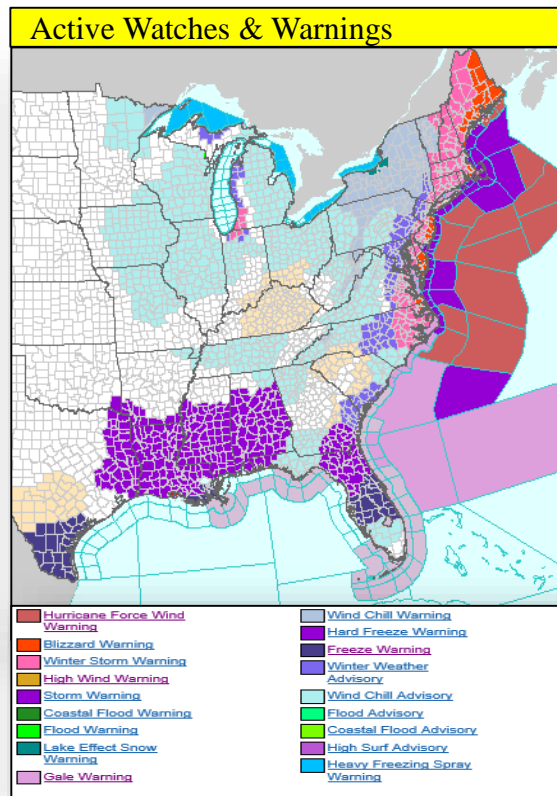 Active Watches & Warnings
Hurricane Force Wind
Warning
Blizzard Warning
Winter Storm Warning
High Wind Warning
Storm Warning
Coastal Flood Warning
Flood Warning
Lake Effect Snow
Warning
Gale Warning
Wind Chill Warning
Hard Freeze Warning
Freeze Warning
Winter Weather
Advisory
Wind Chill Advisory
Flood Advisory
Coastal Flood Advisory
High Surf Advisory
Heavy Freezing Spray
Warning